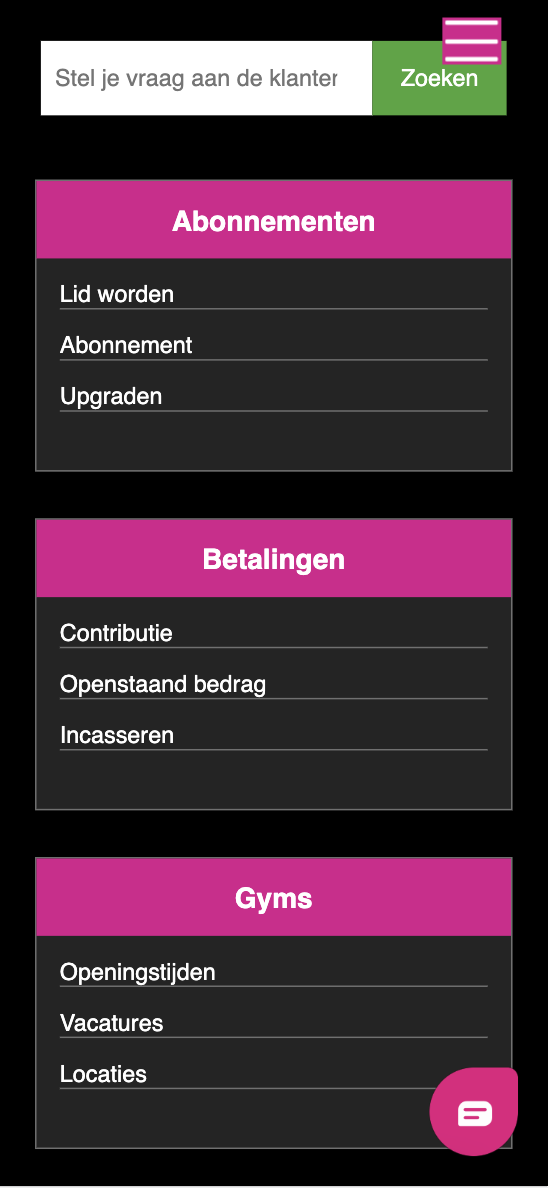 Stel je vraag aan de klanter
Zoeken
Abonnementen
Lid worden
Abonnement
Upgraden
Betalingen
Contributie
Openstaand bedrag
Incasseren
Gyms
Openingstijden
Vacatures
Locaties